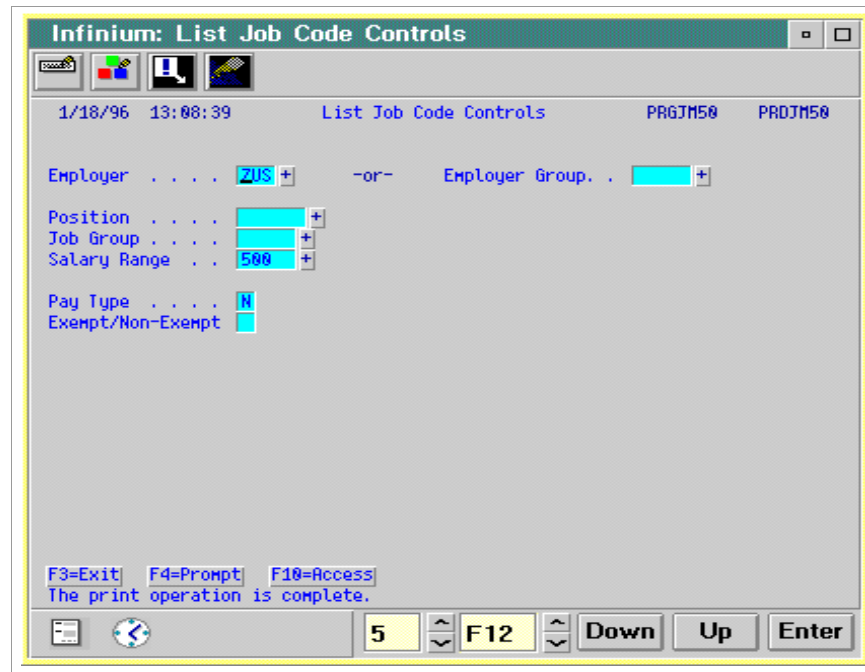 Infinium: List Job Code Controls
1/18/96 13:08:39 List Job Code Controls PRGJM50 PRDJM50
Employer . . . . ZUS + -or- Employer Group. . +
Position . . . . +
Job Group . . . . +
Salary Range . . 500 +
Pay Type . . . . N
Exempt/Non-Exempt
F3=Exit F4=Prompt F10=Access
The print operation is complete.
5 F12 Down Up Enter